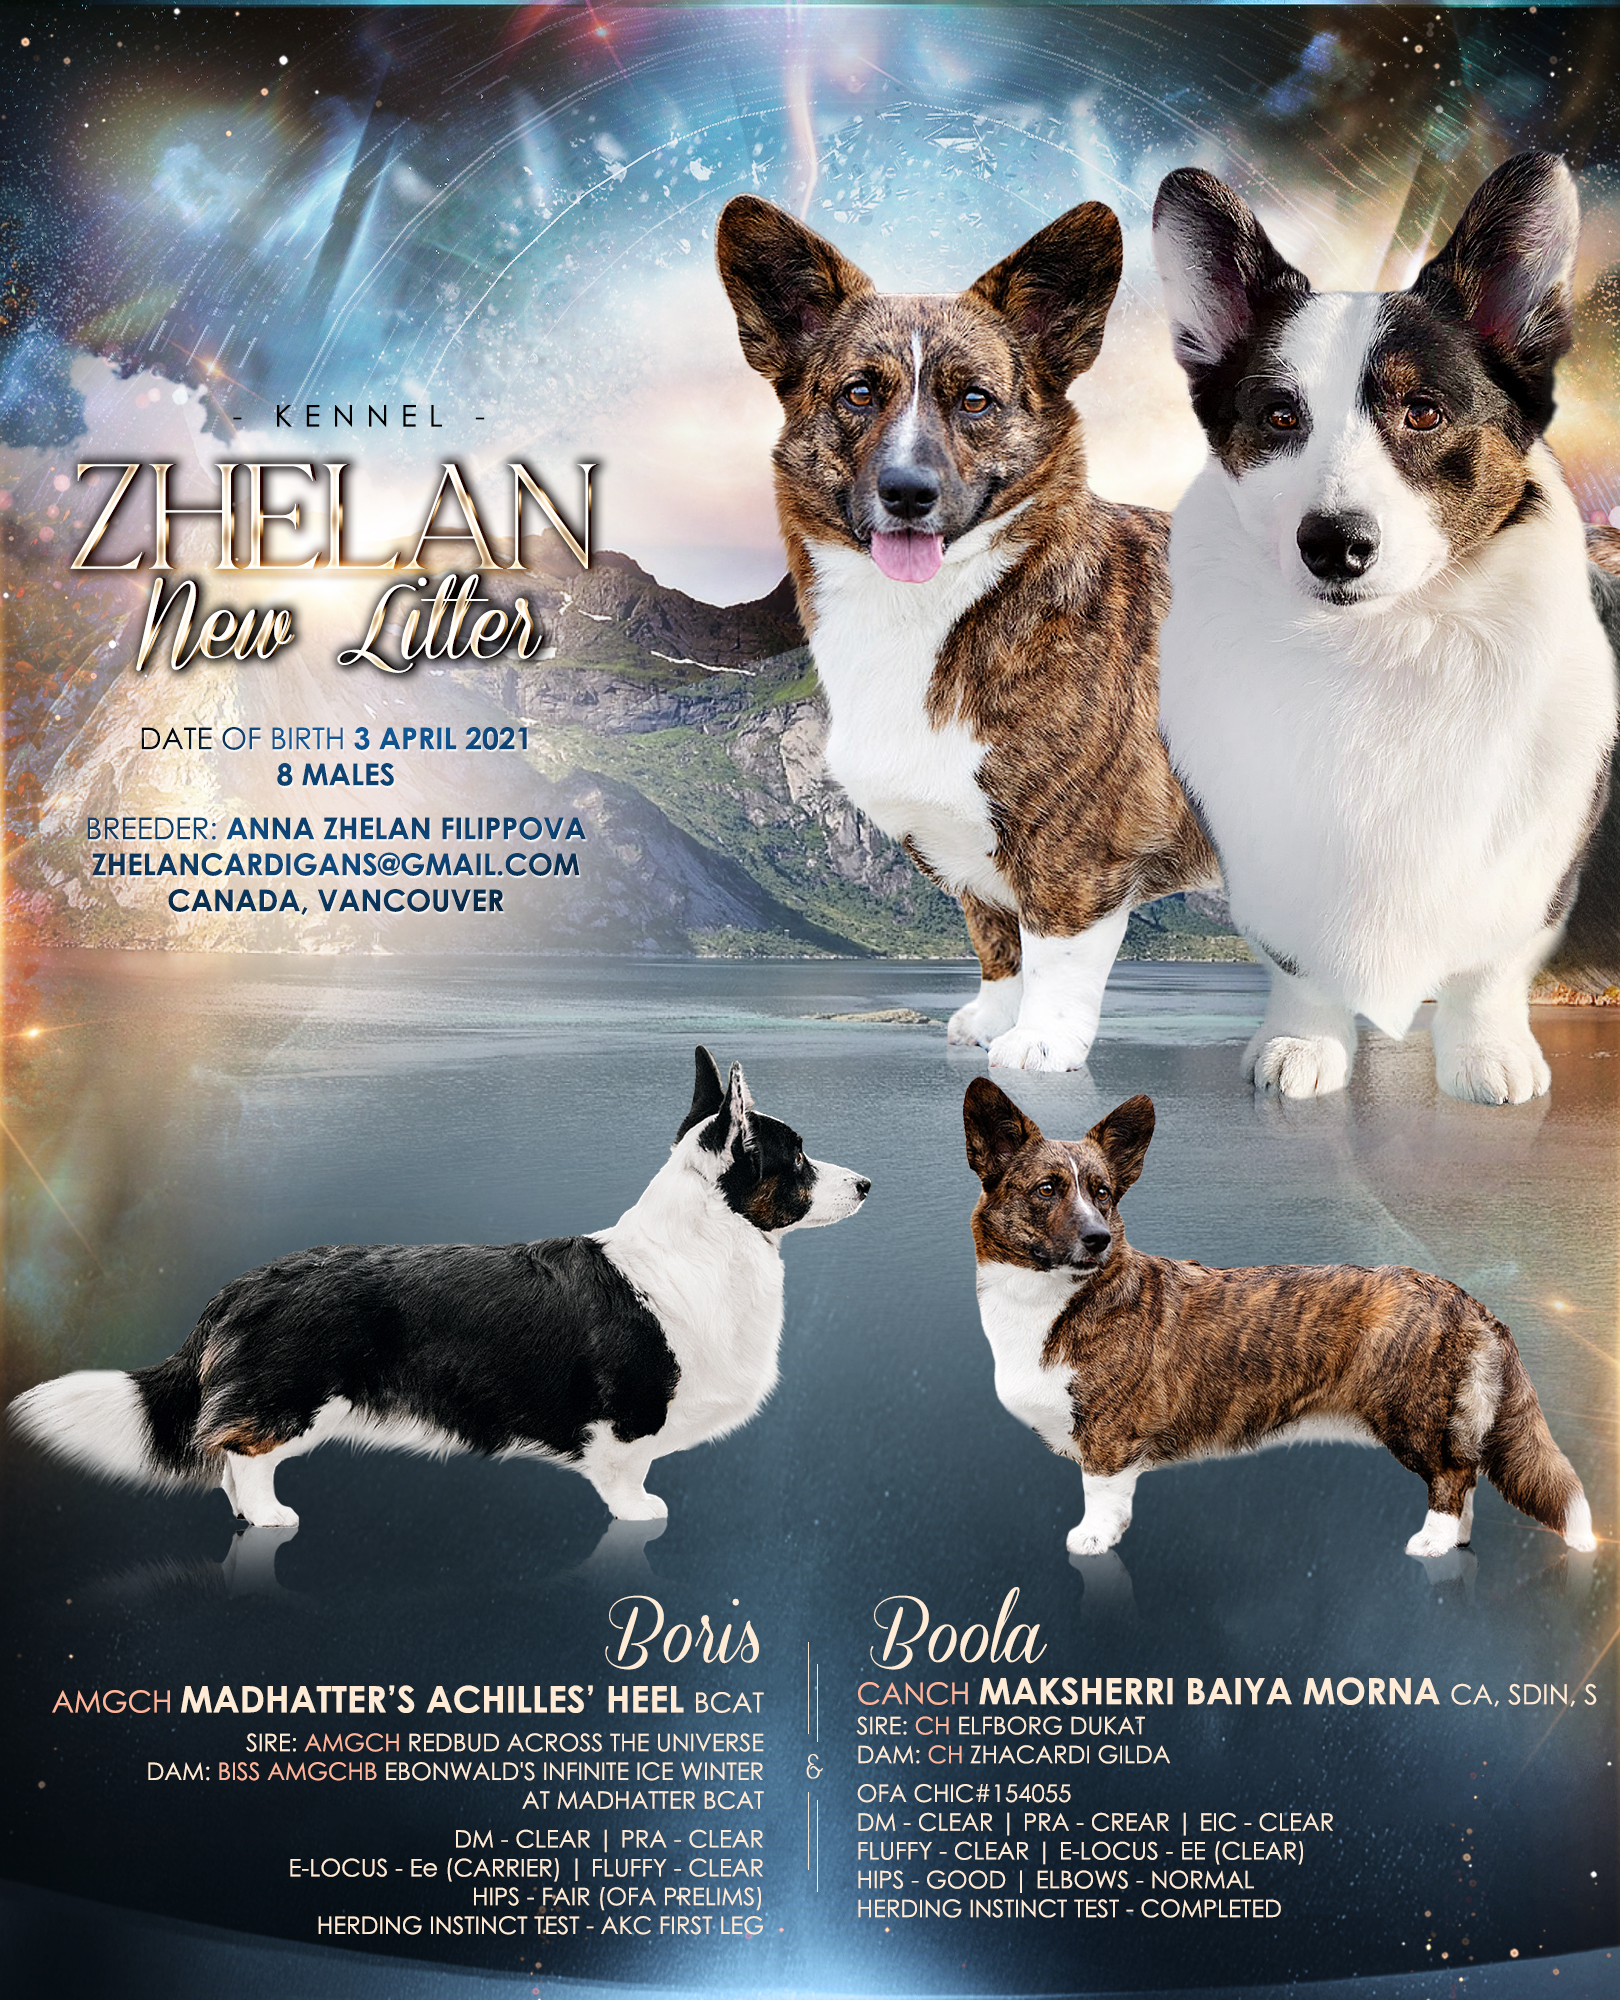 - KENNEL -
ZHELAN
New Litter
DATE OF BIRTH 3 APRIL 2021
8 MALES
BREEDER: ANNA ZHELAN FILIPPOVA
ZHELANCARDIGANS@GMAIL.COM
CANADA, VANCOUVER
Boris
AMGCH MADHATTER'S ACHILLES' HEEL BCAT
SIRE: AMGCH REDBUD ACROSS THE UNIVERSE
DAM: BISS AMGCHB EBONWALD'S INFINITE ICE WINTER
AT MADHATTER BCAT
DM - CLEAR | PRA - CLEAR
E-LOCUS - Ee (CARRIER) | FLUFFY - CLEAR
HIPS - FAIR (OFA PRELIMS)
HERDING INSTINCT TEST - AKC FIRST LEG
&
Boola
CANCH MAKSHERRI BAIYA MORNA CA, SDIN, S
SIRE: CH ELFBORG DUKAT
DAM: CH ZHACARDI GILDA
OFA CHIC#154055
DM - CLEAR | PRA - CREAR | EIC - CLEAR
FLUFFY - CLEAR | E-LOCUS - EE (CLEAR)
HIPS - GOOD | ELBOWS - NORMAL
HERDING INSTINCT TEST - COMPLETED